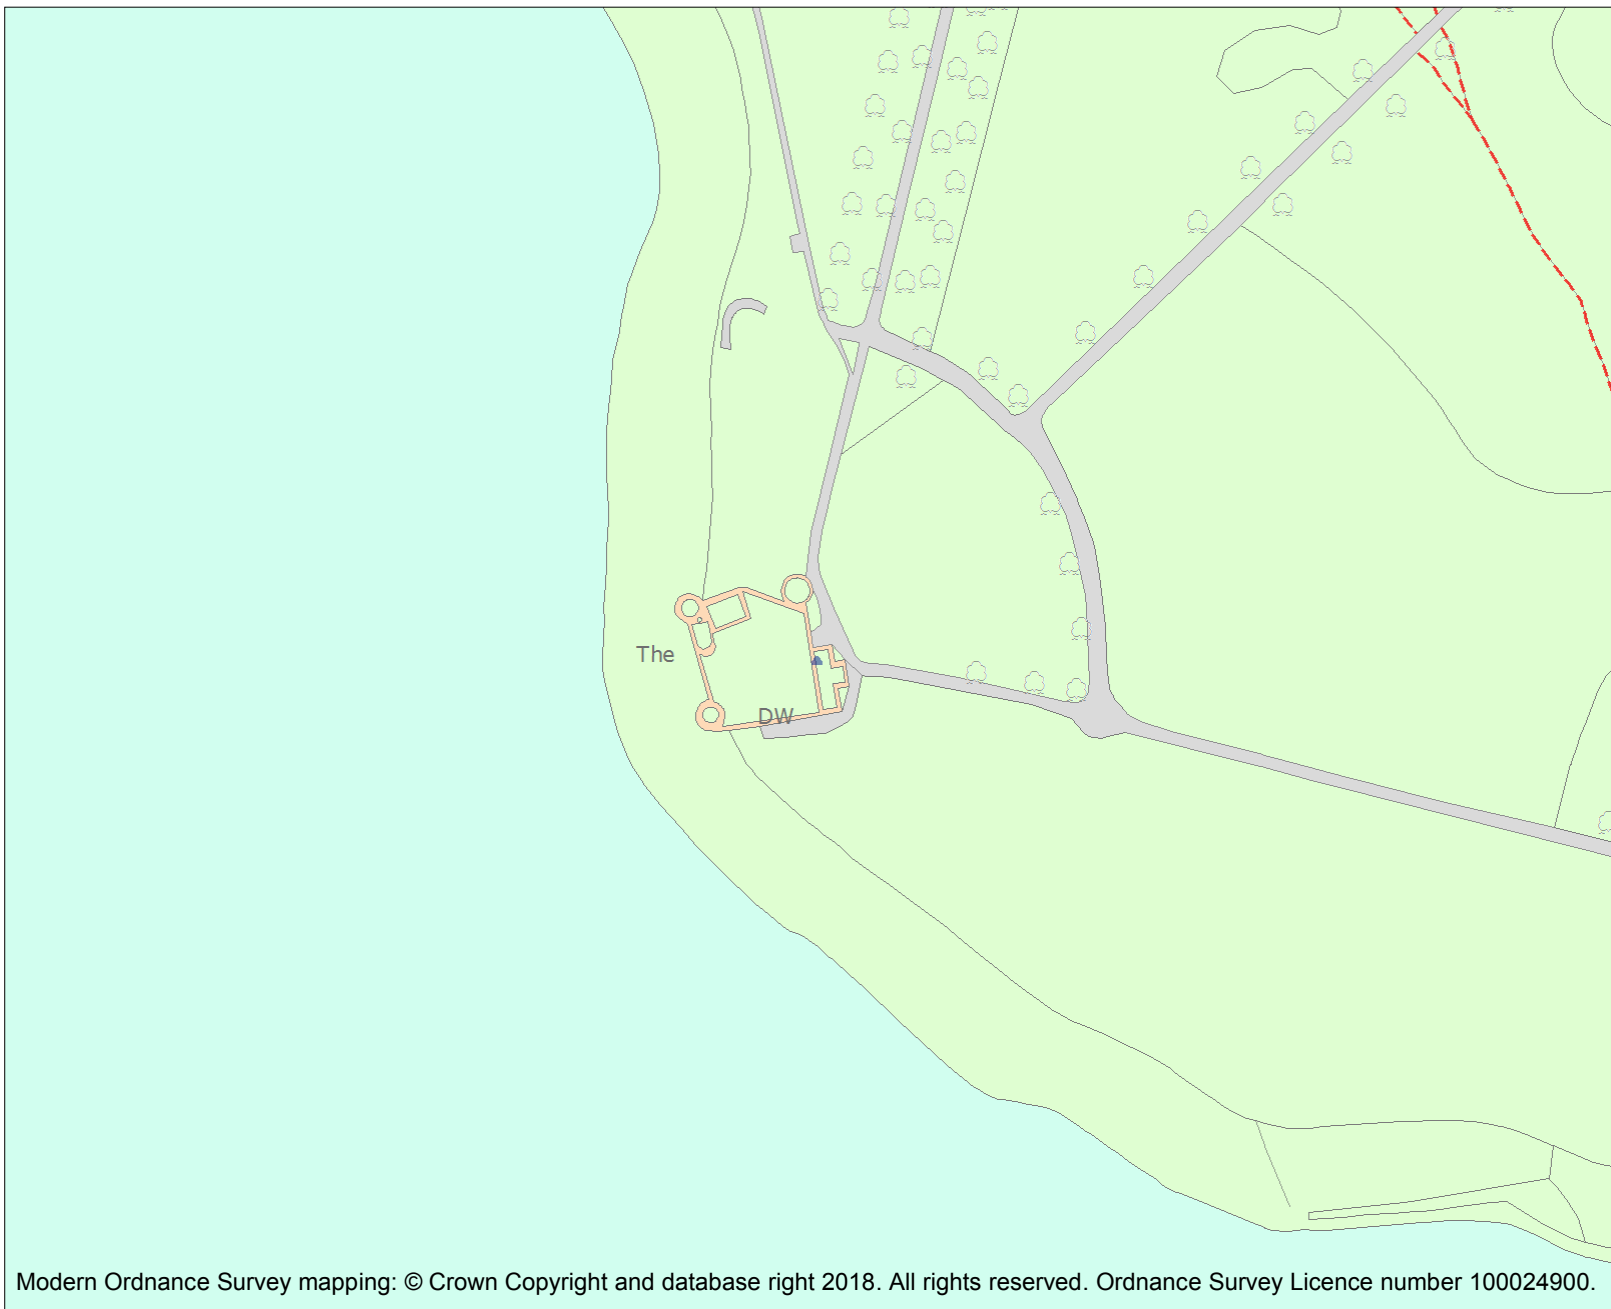 The
DW
Modern Ordnance Survey mapping: © Crown Copyright and database right 2018. All rights reserved. Ordnance Survey Licence number 100024900.